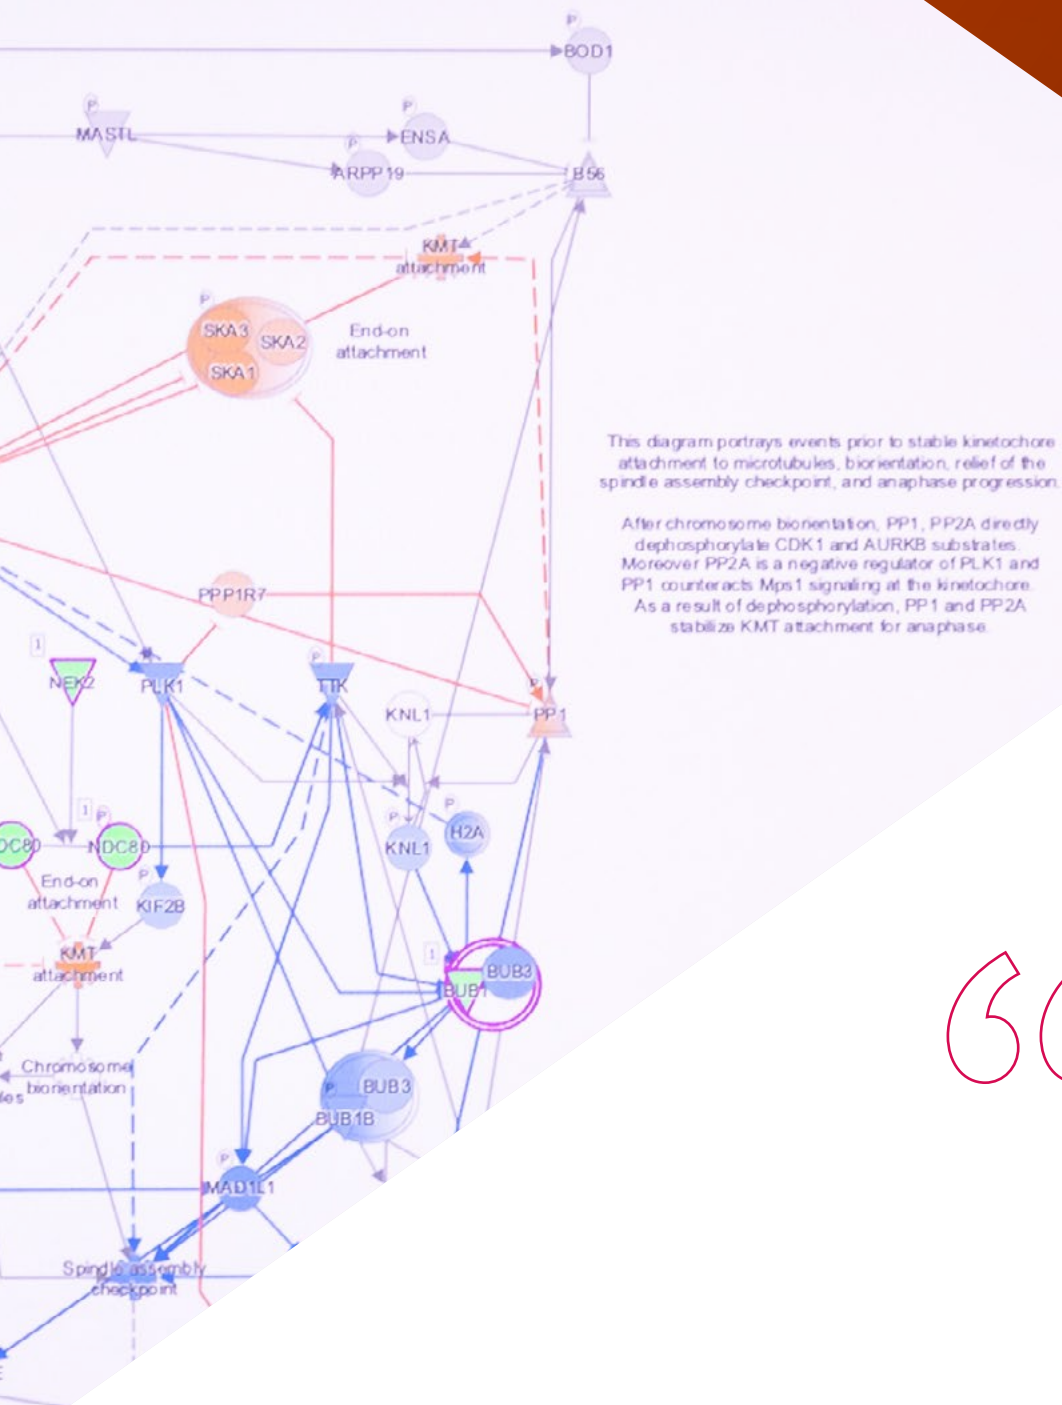 P
BOD1
P
MASTL
P
ENSA
P
ARPP19
B56
KMT
attachment
P
SKA3
SKA2
SKA1
End-on
attachment
This diagram portrays events prior to stable kinetochore
attachment to microtubules, biorientation, relief of the
spindle assembly checkpoint, and anaphase progression.
After chromosome biorientation, PP1, PP2A directly
dephosphorylate CDK1 and AURKB substrates.
Moreover PP2A is a negative regulator of PLK1 and
PP1 counteracts Mps1 signaling at the kinetochore.
As a result of dephosphorylation, PP1 and PP2A
stabilize KMT attachment for anaphase.
PPP1R7
1
NEK2
PLK1
P
TTK
KNL1
P
PP1
1
P
DC80
NDC80
P
KNL1
P
H2A
End-on
attachment
P
KIF2B
KMT
attachment
1
BUB1
BUB3
Chromosome
biorientation
les
P
BUB3
BUB1B
P
MAD1L1
Spindle assembly
checkpoint
E
“